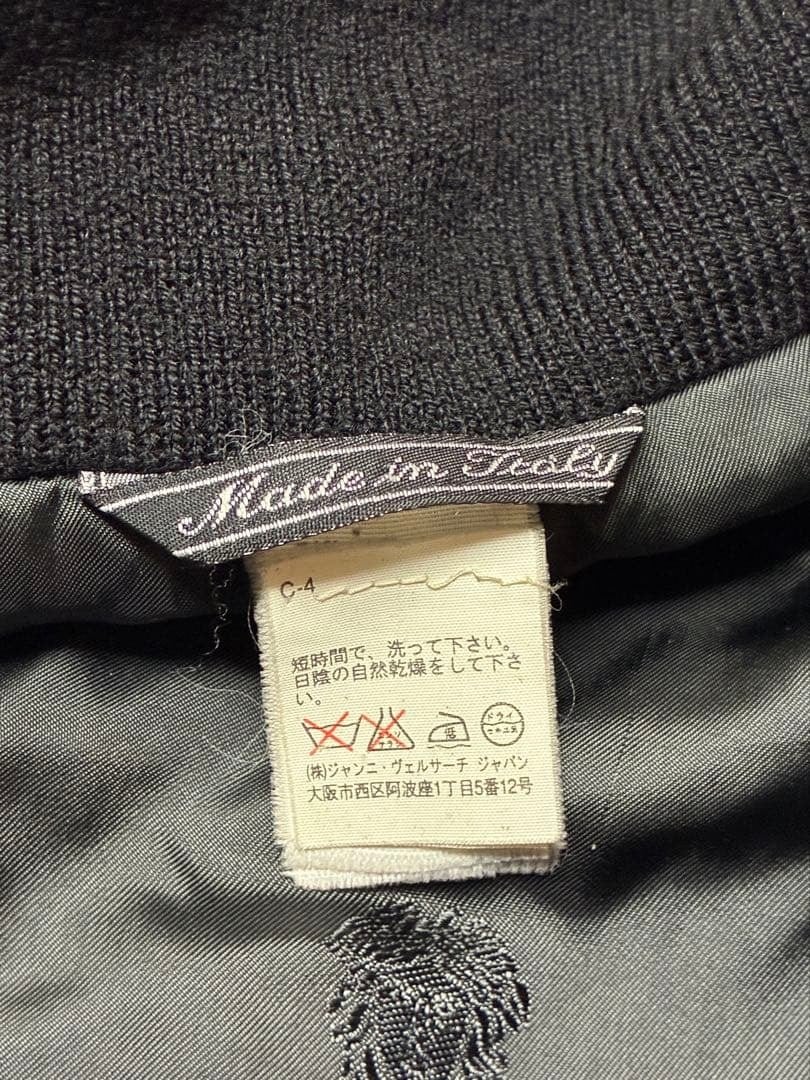 Made in Italy
C-4
短時間で、洗って下さい。
日陰の自然乾燥をして下さ
い。
低
ドライ
(株)ジャンニ・ヴェルサーチ ジャパン
大阪市西区阿波座1丁目5番12号